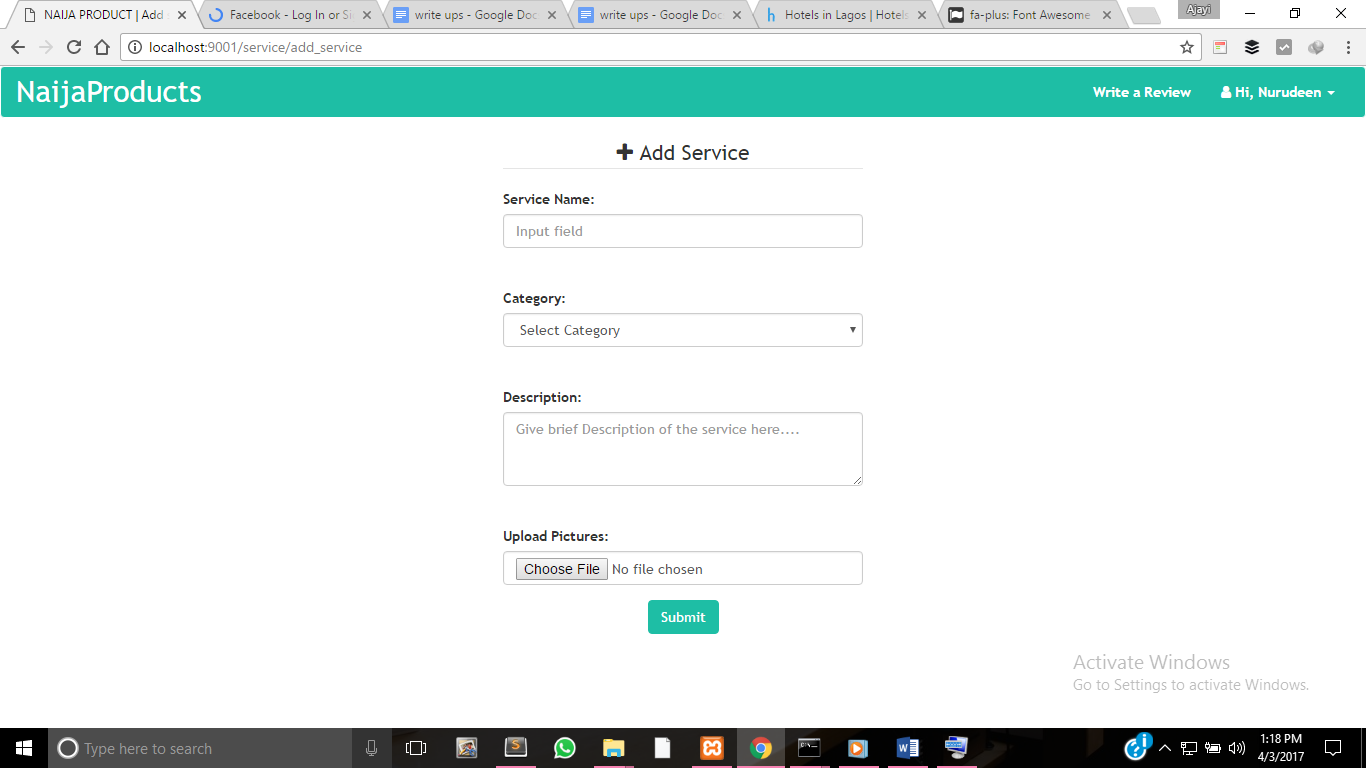 NAIJA PRODUCT | Add
Facebook - Log In or Si
write ups - Google Doc
write ups - Google Doc
Hotels in Lagos | Hotels
fa-plus: Font Awesome
Ajayi
localhost:9001/service/add_service
NaijaProducts
Write a Review
Hi, Nurudeen
Add Service
Service Name:
Input field
Category:
Select Category
Description:
Give brief Description of the service here....
Upload Pictures:
Choose File No file chosen
Submit
Activate Windows
Go to Settings to activate Windows.
Type here to search
1:18 PM
4/3/2017